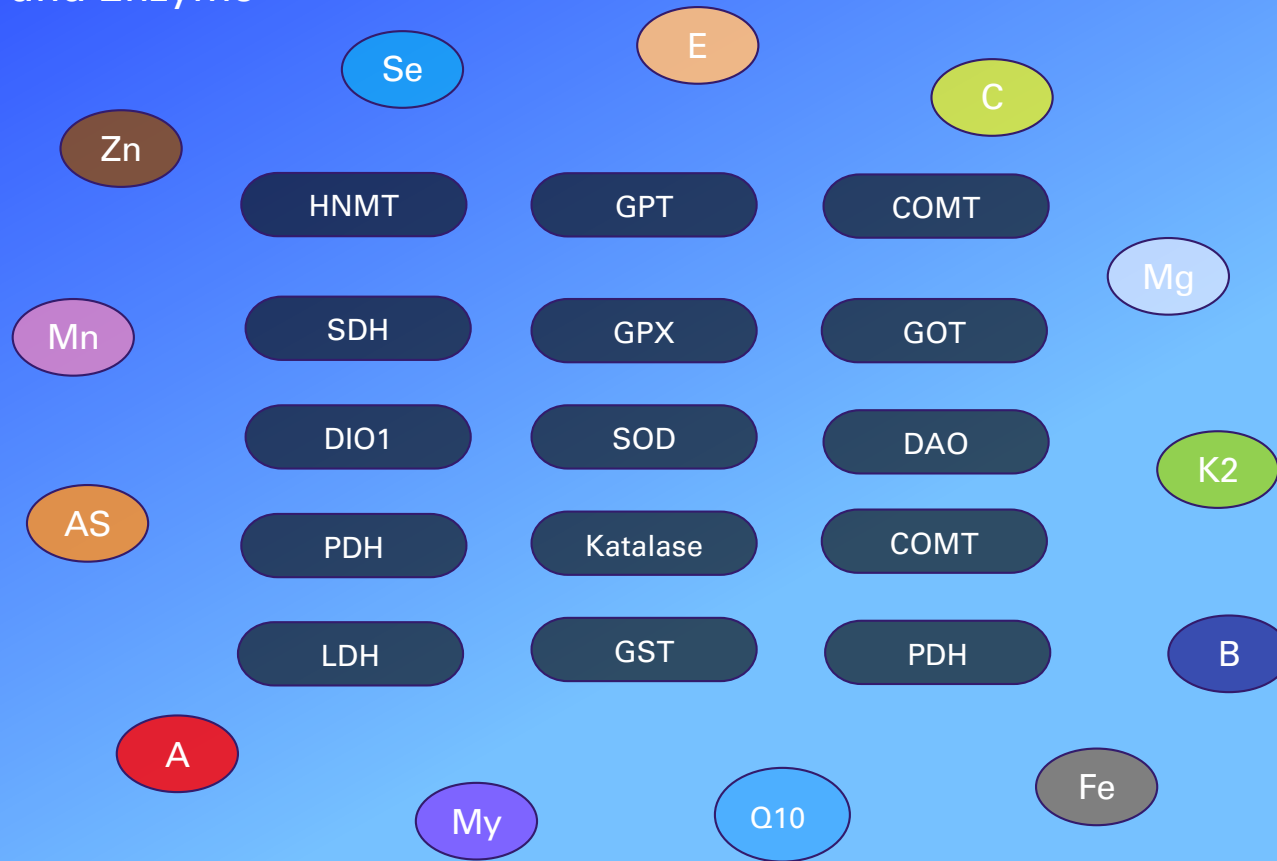 Se
E
C
Zn
HNMT
GPT
COMT
Mg
Mn
SDH
GPX
GOT
DIO1
SOD
DAO
K2
AS
PDH
Katalase
COMT
LDH
GST
PDH
B
A
My
Q10
Fe